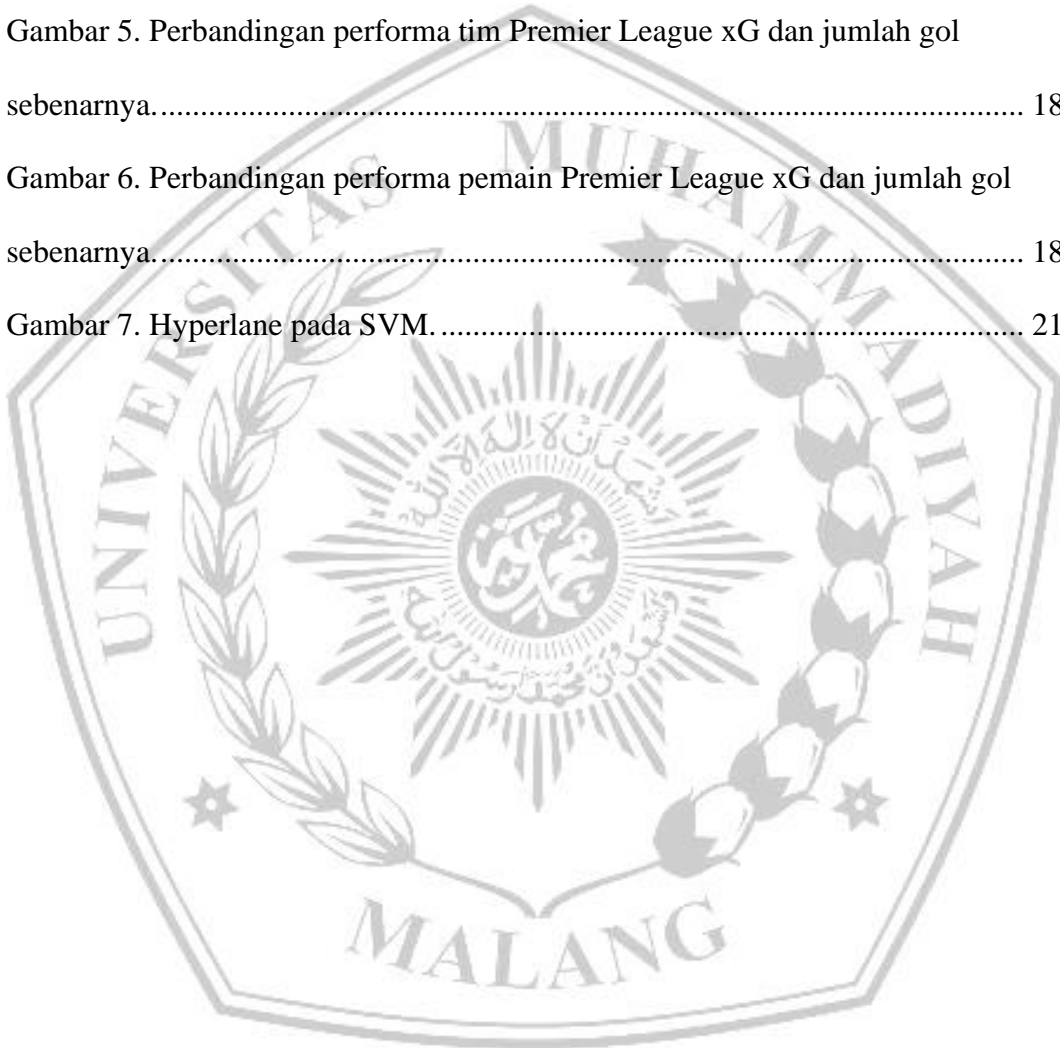 Gambar 5. Perbandingan performa tim Premier League xG dan jumlah gol
sebenarnya. ........................................................................................................ 18
Gambar 6. Perbandingan performa pemain Premier League xG dan jumlah gol
sebenarnya. ........................................................................................................ 18
Gambar 7. Hyperlane pada SVM. ...................................................................... 21
UNIVERSITAS MUHAMMADIYAH
MALANG